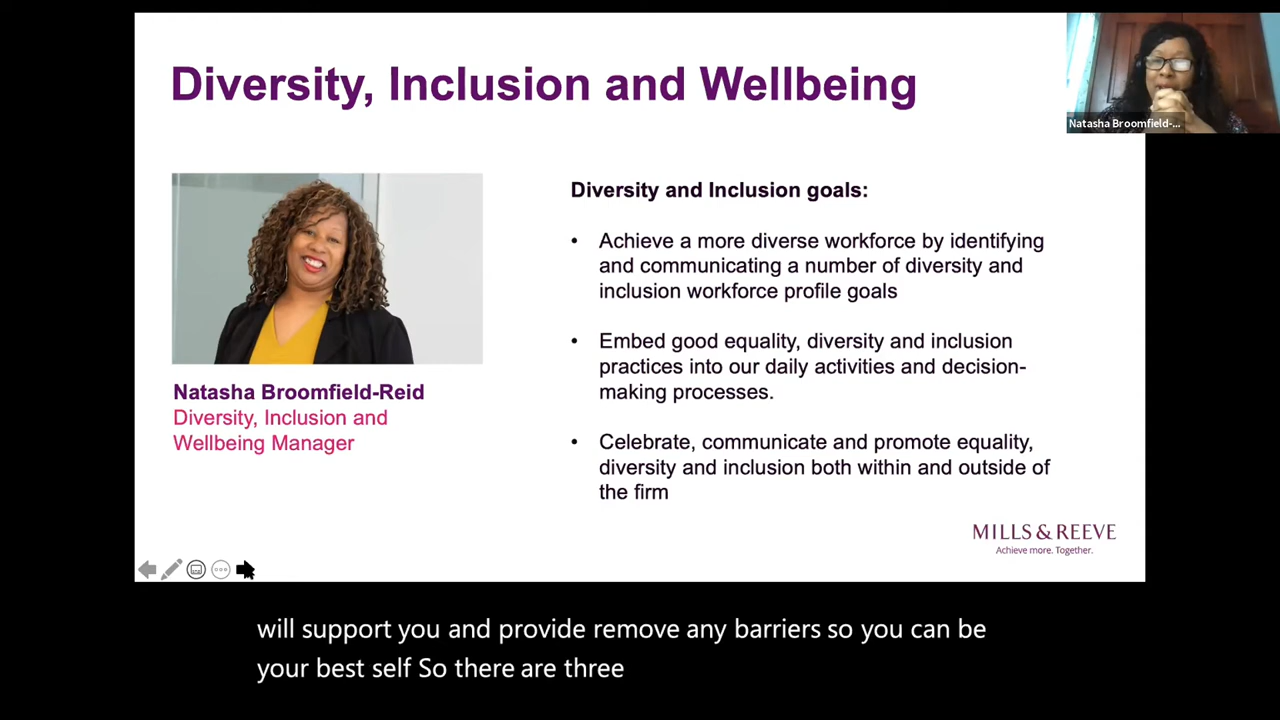 Diversity, Inclusion and Wellbeing
Natasha Broomfield-...
Diversity and Inclusion goals:
• Achieve a more diverse workforce by identifying
and communicating a number of diversity and
inclusion workforce profile goals
• Embed good equality, diversity and inclusion
practices into our daily activities and decision-
making processes.
• Celebrate, communicate and promote equality,
diversity and inclusion both within and outside of
the firm
Natasha Broomfield-Reid
Diversity, Inclusion and
Wellbeing Manager
MILLS & REEVE
Achieve more. Together.
will support you and provide remove any barriers so you can be
your best self So there are three